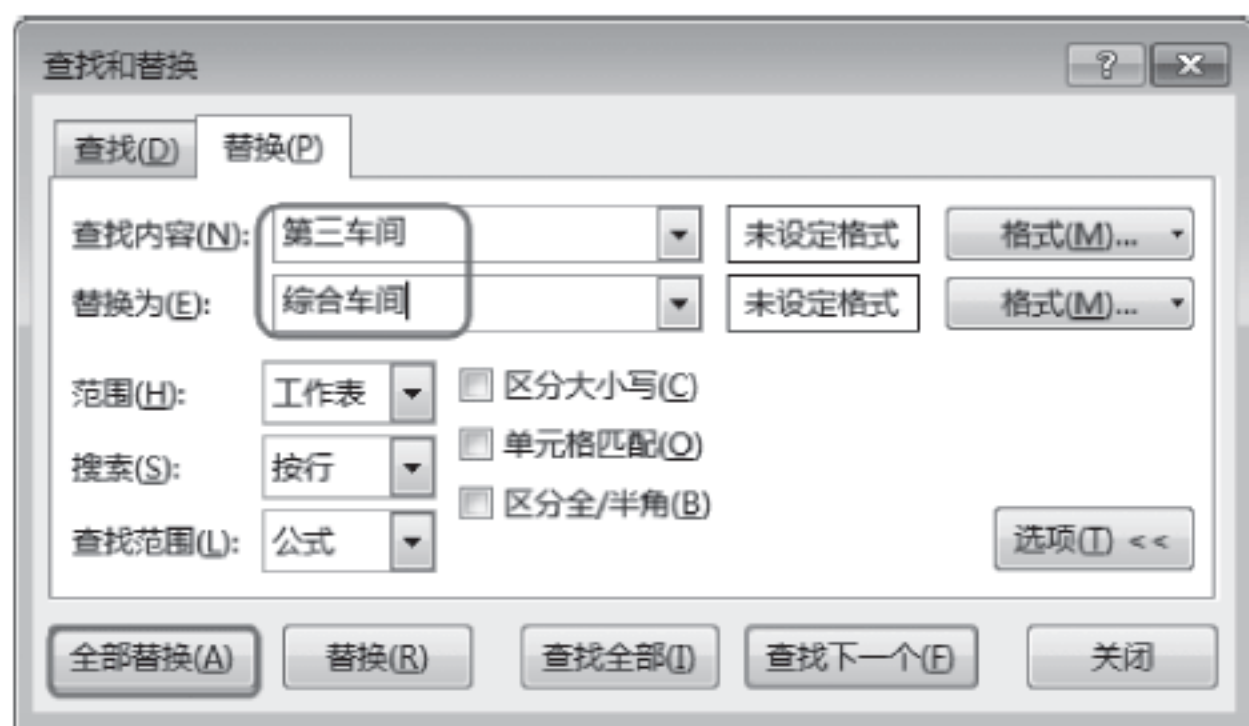 查找和替换
查找(D) 替换(P)
查找内容(N): 第三车间 未设定格式 格式(M)...
替换为(E): 综合车间 未设定格式 格式(M)...
范围(H): 工作表 区分大小写(C)
搜索(S): 按行 单元格匹配(O)
区分全/半角(B)
查找范围(L): 公式 选项(T) <<
全部替换(A) 替换(R) 查找全部(I) 查找下一个(F) 关闭